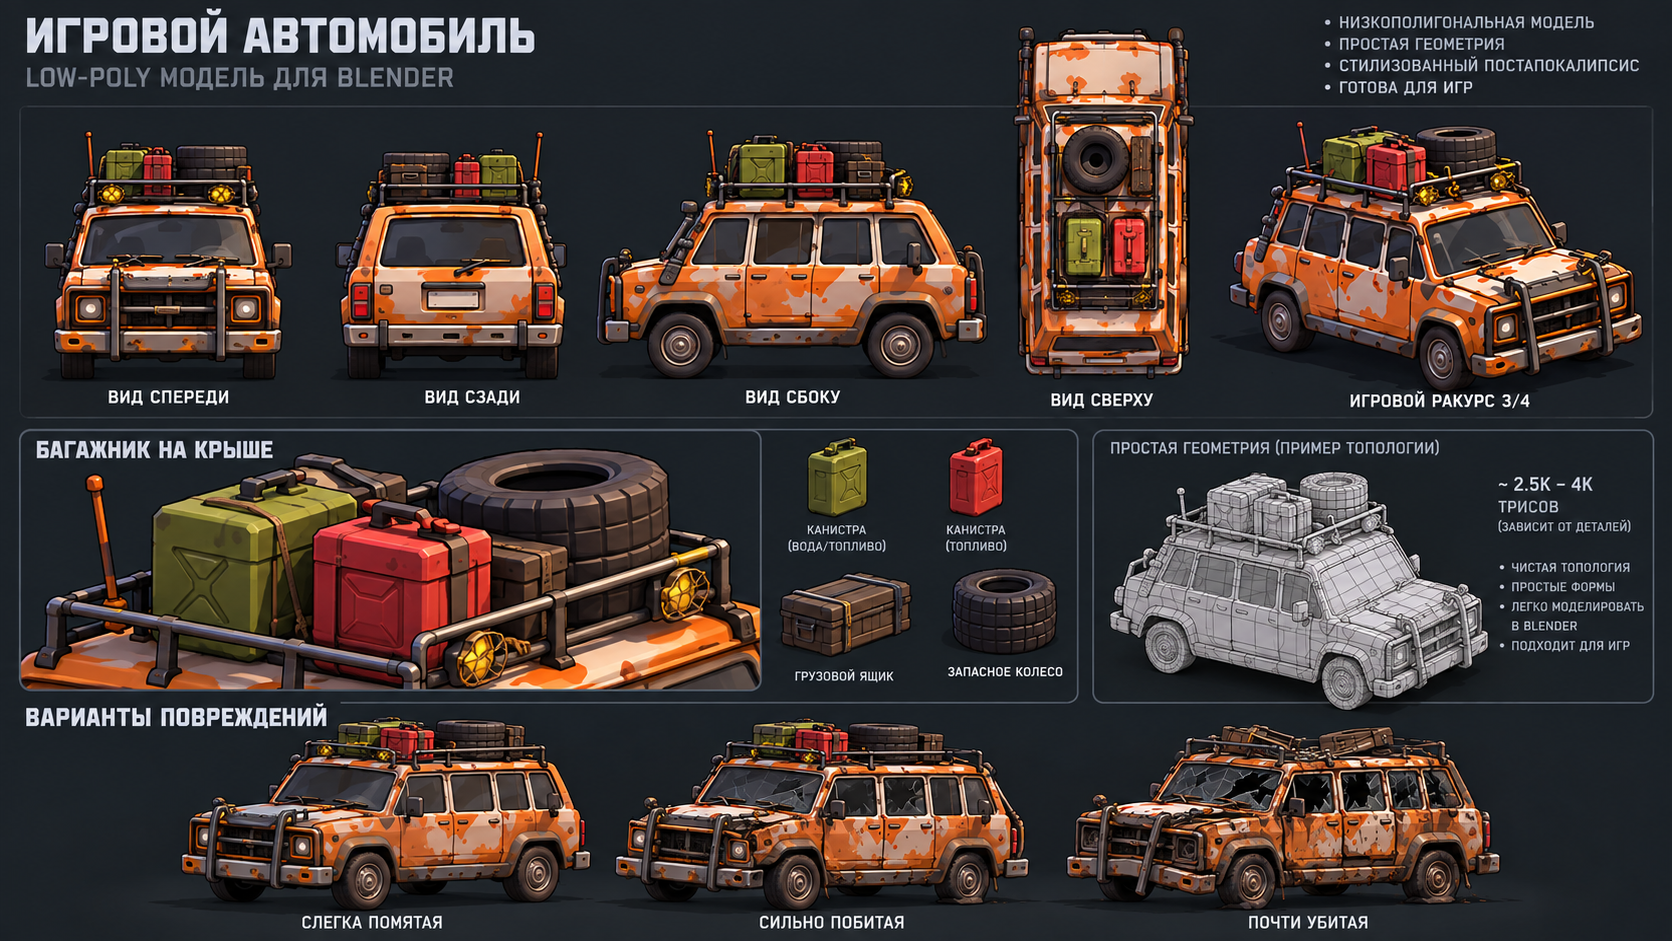 ИГРОВОЙ АВТОМОБИЛЬ
LOW-POLY МОДЕЛЬ ДЛЯ BLENDER
• НИЗКОПОЛИГОНАЛЬНАЯ МОДЕЛЬ
• ПРОСТАЯ ГЕОМЕТРИЯ
• СТИЛИЗОВАННЫЙ ПОСТАПОКАЛИПСИС
• ГОТОВА ДЛЯ ИГР
ВИД СПЕРЕДИ
ВИД СЗАДИ
ВИД СБОКУ
ВИД СВЕРХУ
ИГРОВОЙ РАКУРС 3/4
БАГАЖНИК НА КРЫШЕ
КАНИСТРА
(ВОДА/ТОПЛИВО)
КАНИСТРА
(ТОПЛИВО)
ГРУЗОВОЙ ЯЩИК
ЗАПАСНОЕ КОЛЕСО
ПРОСТАЯ ГЕОМЕТРИЯ (ПРИМЕР ТОПОЛОГИИ)
~ 2.5K – 4K
ТРИСОВ
(ЗАВИСИТ ОТ ДЕТАЛЕЙ)
• ЧИСТАЯ ТОПОЛОГИЯ
• ПРОСТЫЕ ФОРМЫ
• ЛЕГКО МОДЕЛИРОВАТЬ
В BLENDER
• ПОДХОДИТ ДЛЯ ИГР
ВАРИАНТЫ ПОВРЕЖДЕНИЙ
СЛЕГКА ПОМЯТАЯ
СИЛЬНО ПОБИТАЯ
ПОЧТИ УБИТАЯ